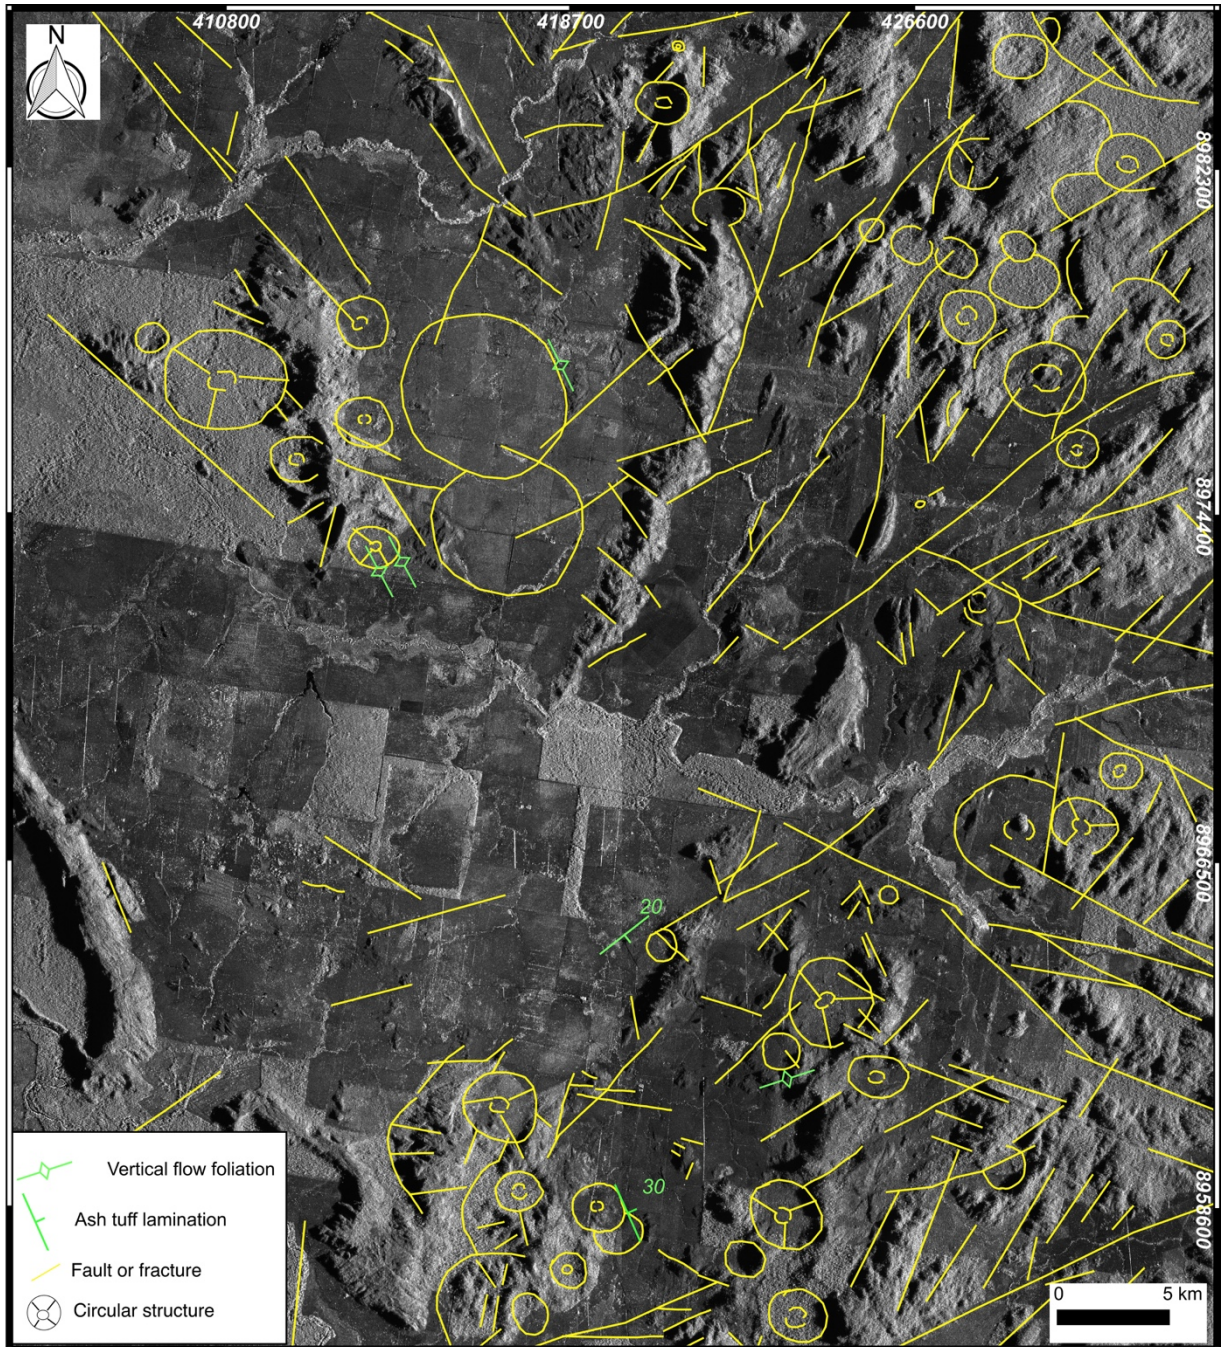 410800 418700 426600
N
8982300
8974400
8966500
20
30
8958600
Vertical flow foliation
Ash tuff lamination
Fault or fracture
Circular structure
0 5 km